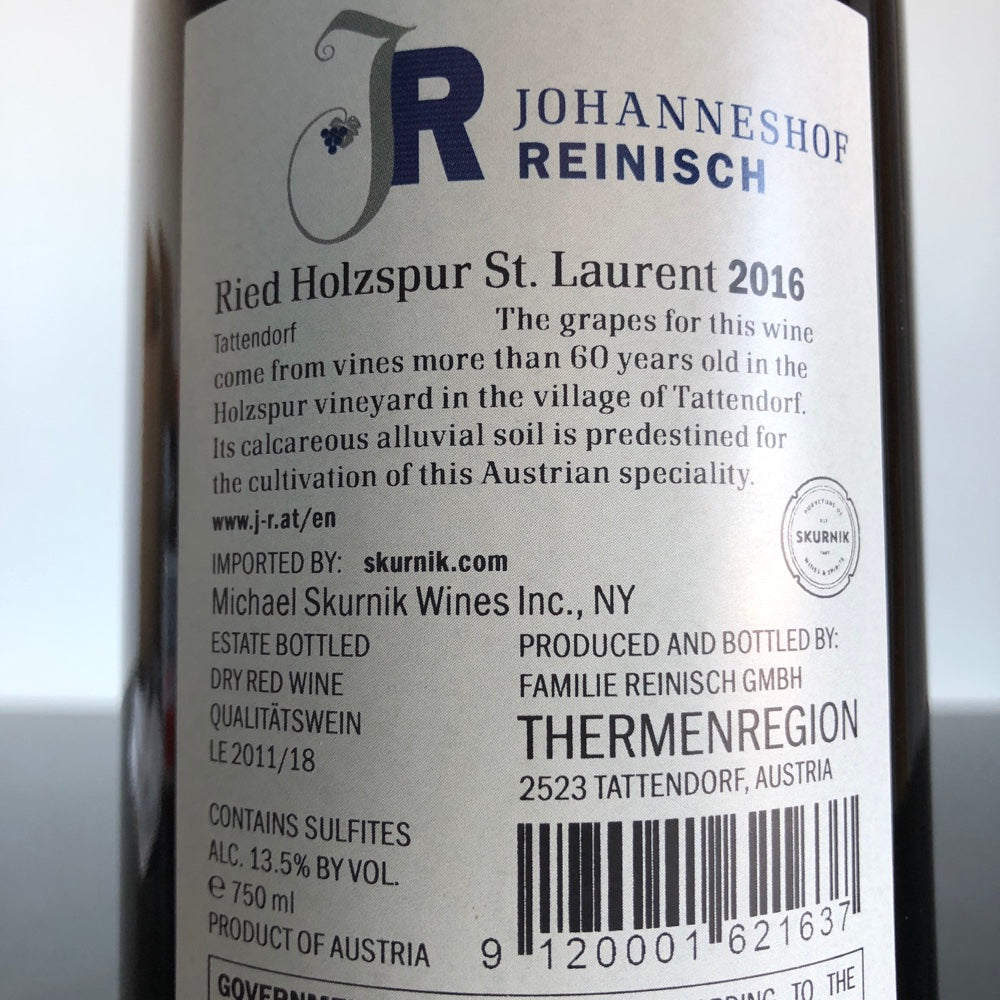 JR JOHANNESHOF
REINISCH
Ried Holzspur St. Laurent 2016
Tattendorf The grapes for this wine
come from vines more than 60 years old in the
Holzspur vineyard in the village of Tattendorf.
Its calcareous alluvial soil is predestined for
the cultivation of this Austrian speciality.
www.j-r.at/en
SKURNIK
WINES & SPIRITS
IMPORTED BY: skurnik.com
Michael Skurnik Wines Inc., NY
ESTATE BOTTLED
DRY RED WINE
QUALITÄTSWEIN
LE 2011/18
PRODUCED AND BOTTLED BY:
FAMILIE REINISCH GMBH
THERMENREGION
2523 TATTENDORF, AUSTRIA
CONTAINS SULFITES
ALC. 13.5% BY VOL.
℮ 750 ml
PRODUCT OF AUSTRIA
9 120001 621637
TO THE